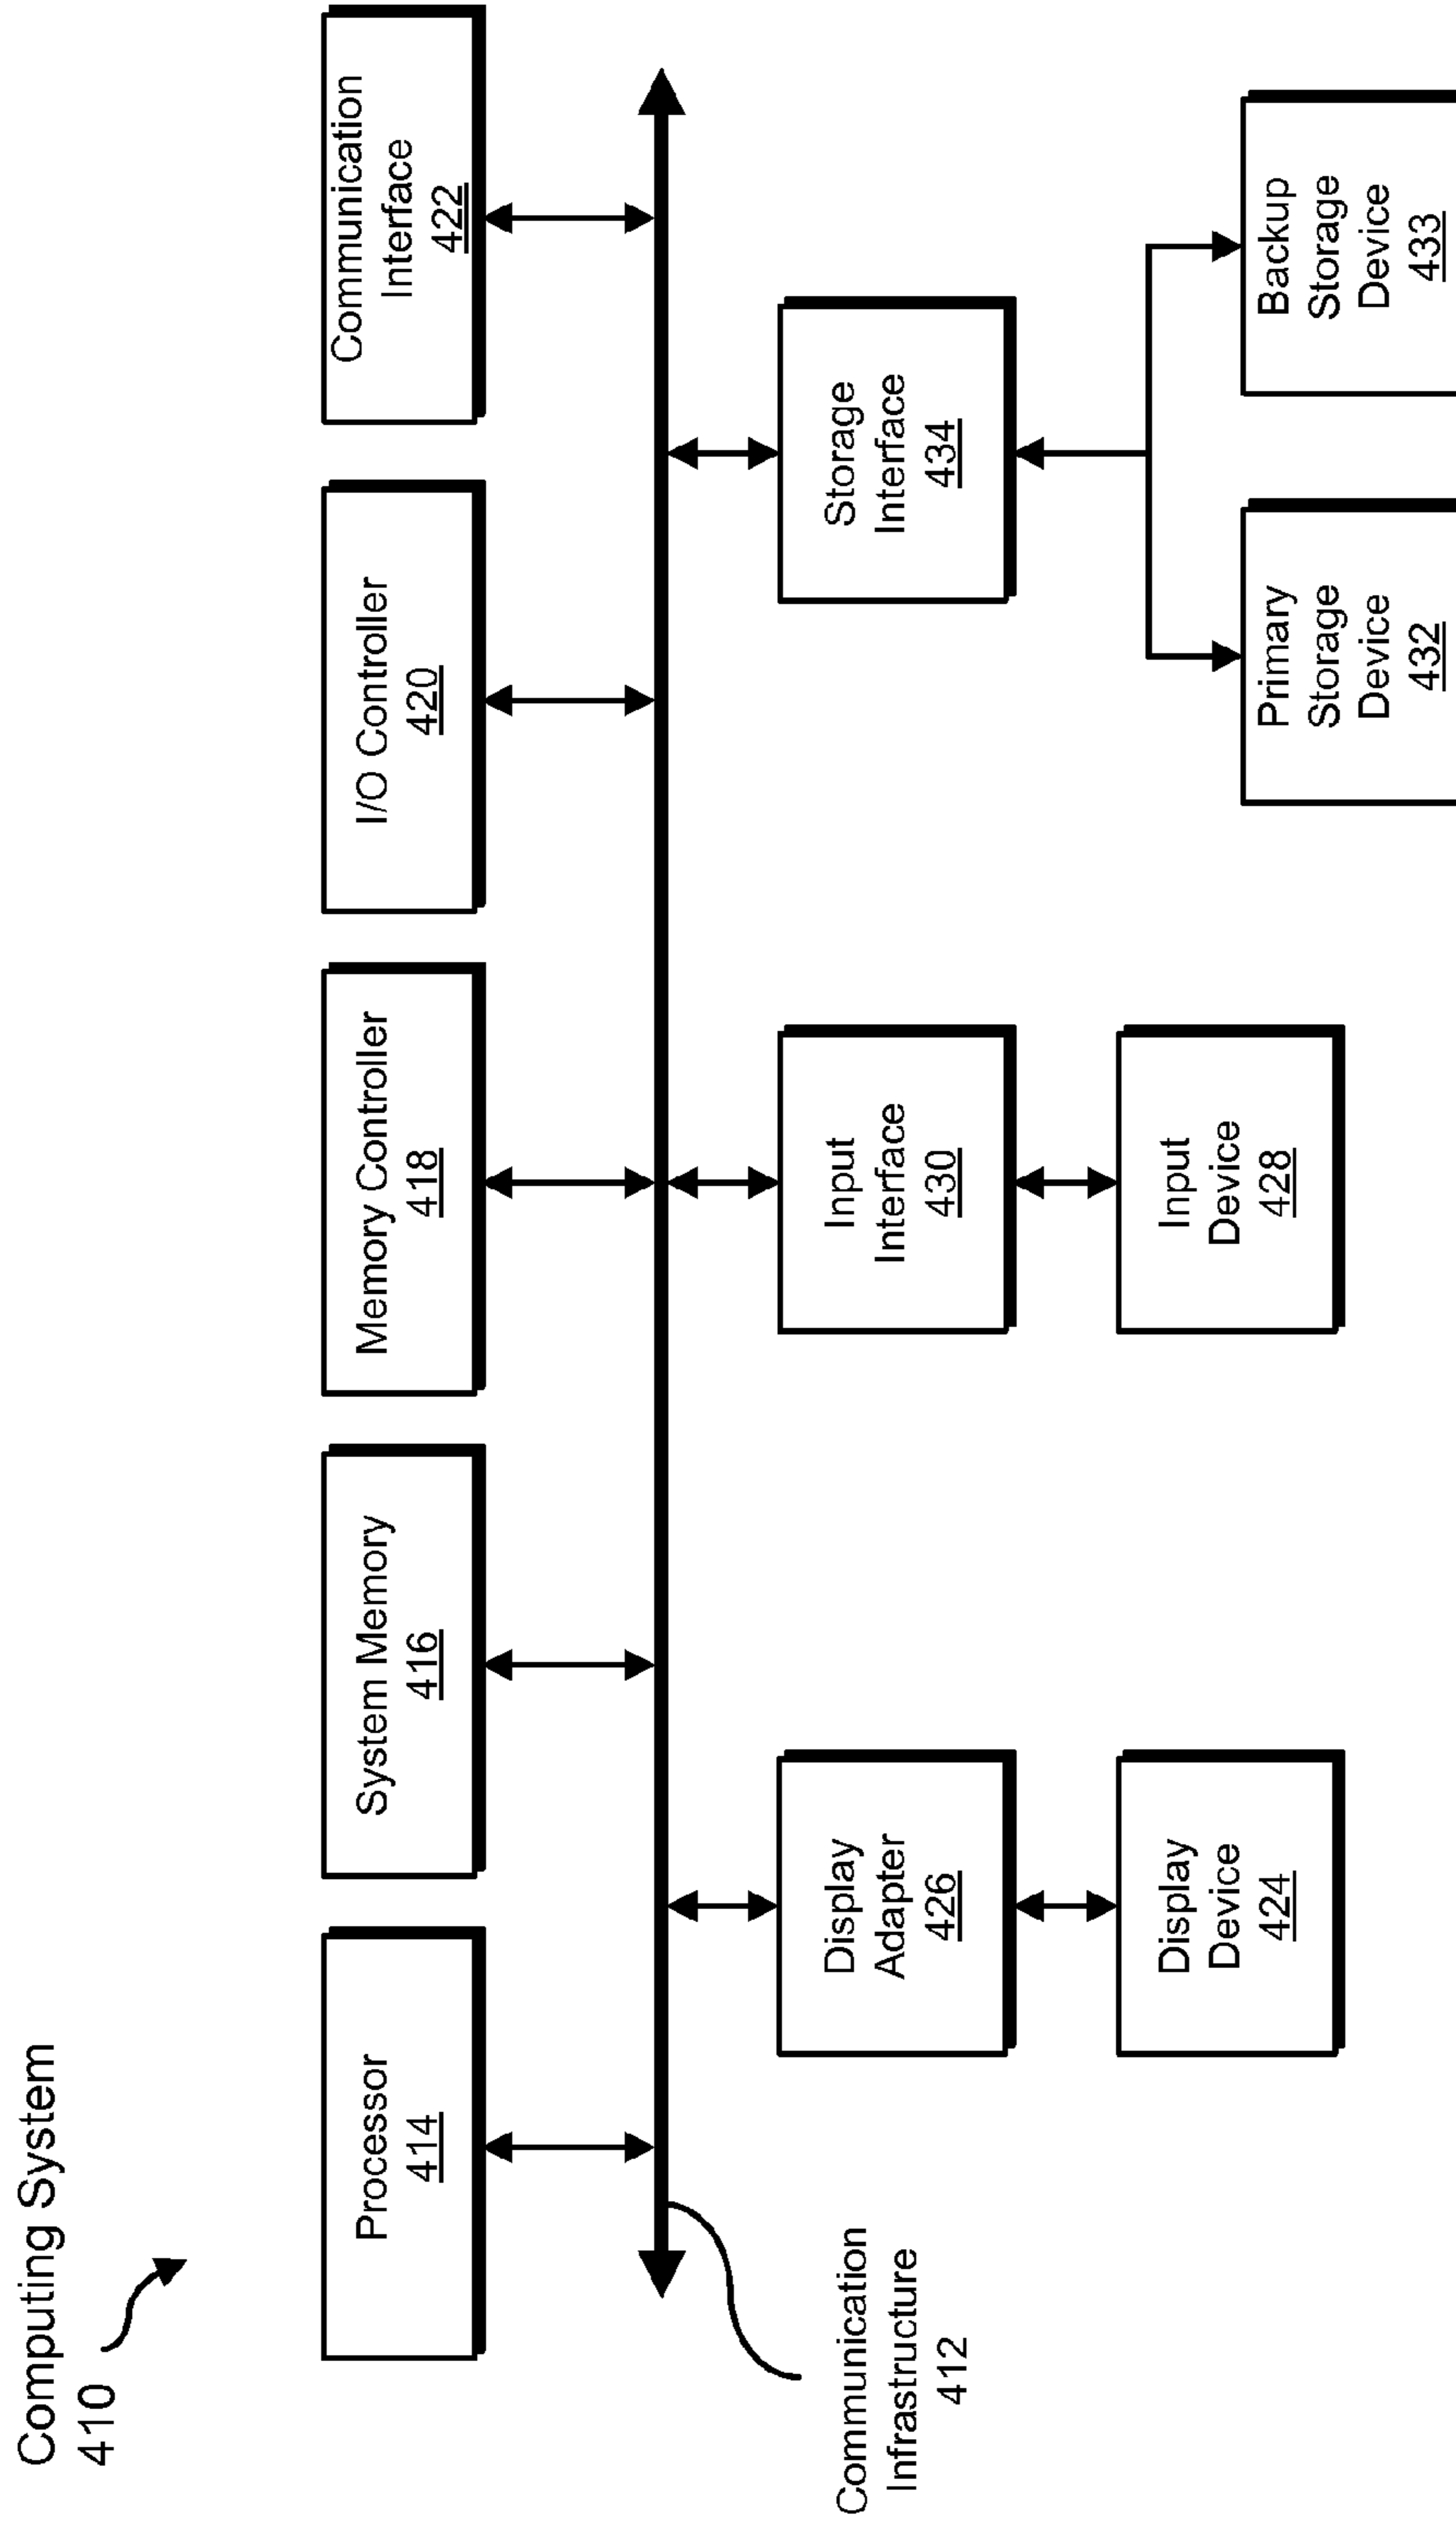 Computing System
410
Processor
414
System Memory
416
Memory Controller
418
I/O Controller
420
Communication
Interface
422
Communication
Infrastructure
412
Display
Adapter
426
Input
Interface
430
Storage
Interface
434
Display
Device
424
Input
Device
428
Primary
Storage
Device
432
Backup
Storage
Device
433